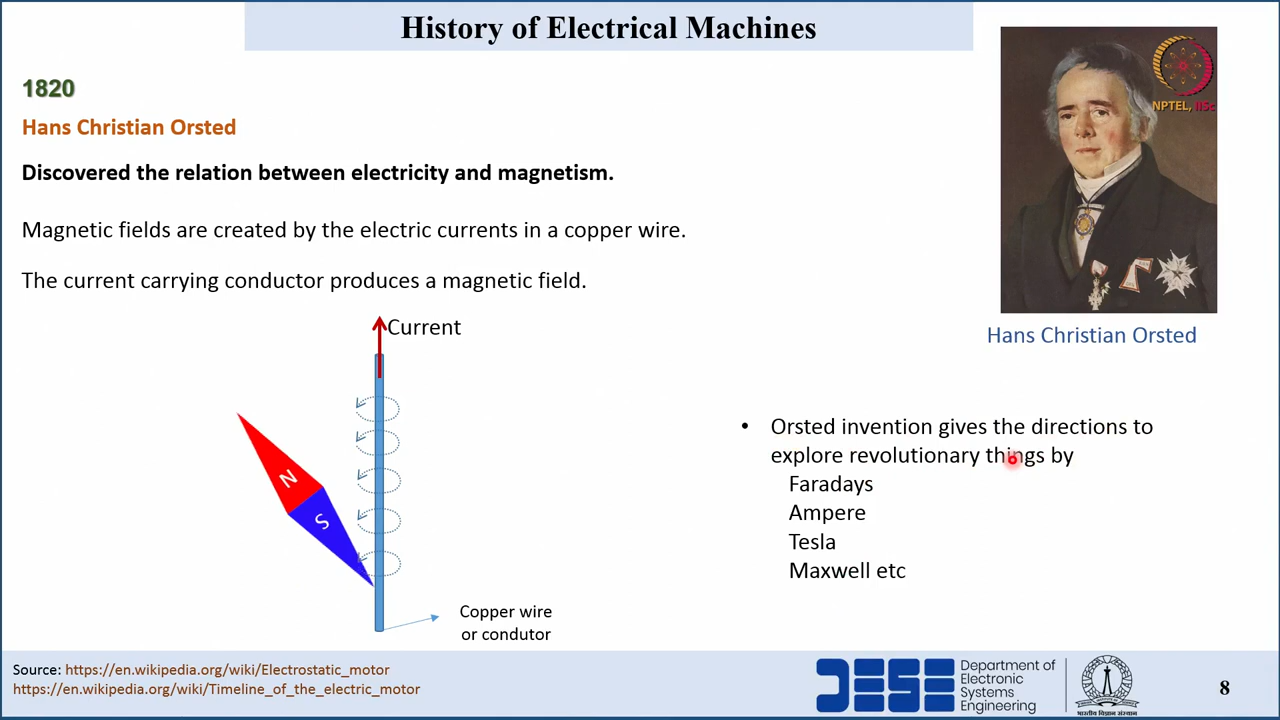 History of Electrical Machines
1820
Hans Christian Orsted
Discovered the relation between electricity and magnetism.
Magnetic fields are created by the electric currents in a copper wire.
The current carrying conductor produces a magnetic field.
Current
N
S
Copper wire
or condutor
NPTEL, IISc
Hans Christian Orsted
• Orsted invention gives the directions to
explore revolutionary things by
Faradays
Ampere
Tesla
Maxwell etc
Source: https://en.wikipedia.org/wiki/Electrostatic_motor
https://en.wikipedia.org/wiki/Timeline_of_the_electric_motor
DESE
Department of
Electronic
Systems
Engineering
भारतीय विज्ञान संस्थान
8